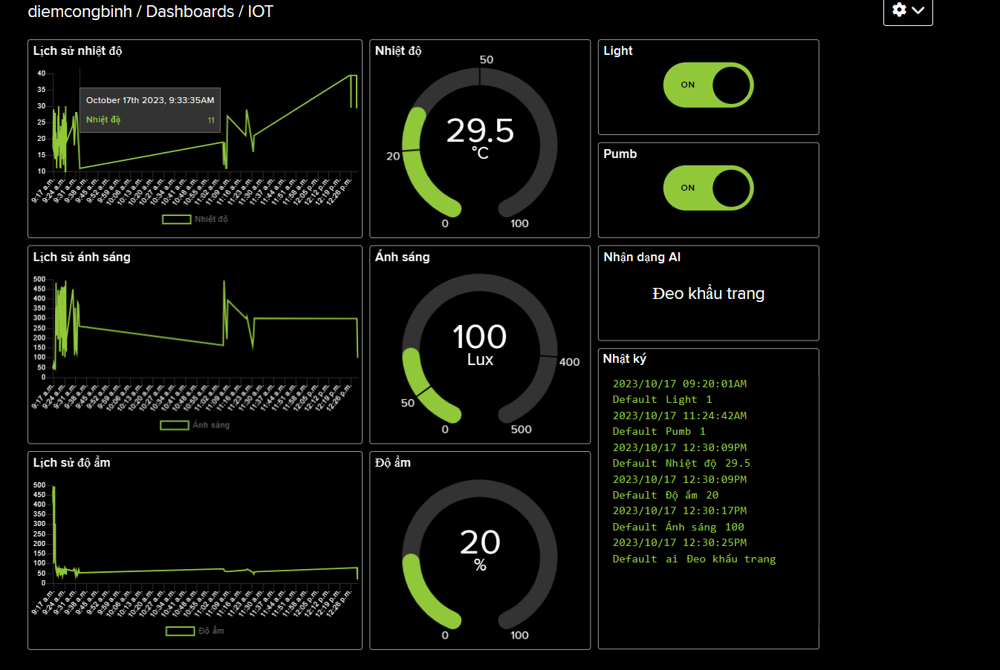 diemcongbinh / Dashboards / IOT
Lịch sử nhiệt độ
40
35
30
25
20
15
10
October 17th 2023, 9:33:35AM
Nhiệt độ 11
9:17 a.m. 9:24 a.m. 9:31 a.m. 9:38 a.m. 9:45 a.m. 9:52 a.m. 9:59 a.m. 10:06 a.m. 10:13 a.m. 10:20 a.m. 10:27 a.m. 10:34 a.m. 10:41 a.m. 10:48 a.m. 10:55 a.m. 11:02 a.m. 11:09 a.m. 11:16 a.m. 11:23 a.m. 11:30 a.m. 11:37 a.m. 11:44 a.m. 11:51 a.m. 11:58 a.m. 12:05 p.m. 12:12 p.m. 12:19 p.m. 12:26 p.m.
Nhiệt độ
Nhiệt độ
50
29.5
°C
20
0
100
Light
ON
Pumb
ON
Lịch sử ánh sáng
500
450
400
350
300
250
200
150
100
50
0
9:17 a.m. 9:24 a.m. 9:31 a.m. 9:38 a.m. 9:45 a.m. 9:52 a.m. 9:59 a.m. 10:06 a.m. 10:13 a.m. 10:20 a.m. 10:27 a.m. 10:34 a.m. 10:41 a.m. 10:48 a.m. 10:55 a.m. 11:02 a.m. 11:09 a.m. 11:16 a.m. 11:23 a.m. 11:30 a.m. 11:37 a.m. 11:44 a.m. 11:51 a.m. 11:58 a.m. 12:05 p.m. 12:12 p.m. 12:19 p.m. 12:26 p.m.
Ánh sáng
Ánh sáng
100
Lux
400
50
0
500
Nhận dạng AI
Đeo khẩu trang
Lịch sử độ ẩm
500
450
400
350
300
250
200
150
100
50
0
9:17 a.m. 9:24 a.m. 9:31 a.m. 9:38 a.m. 9:45 a.m. 9:52 a.m. 9:59 a.m. 10:06 a.m. 10:13 a.m. 10:20 a.m. 10:27 a.m. 10:34 a.m. 10:41 a.m. 10:48 a.m. 10:55 a.m. 11:02 a.m. 11:09 a.m. 11:16 a.m. 11:23 a.m. 11:30 a.m. 11:37 a.m. 11:44 a.m. 11:51 a.m. 11:58 a.m. 12:05 p.m. 12:12 p.m. 12:19 p.m. 12:26 p.m.
Độ ẩm
Độ ẩm
20
%
0
100
Nhật ký
2023/10/17 09:20:01AM
Default Light 1
2023/10/17 11:24:42AM
Default Pumb 1
2023/10/17 12:30:09PM
Default Nhiệt độ 29.5
2023/10/17 12:30:09PM
Default Độ ẩm 20
2023/10/17 12:30:17PM
Default Ánh sáng 100
2023/10/17 12:30:25PM
Default ai Đeo khẩu trang